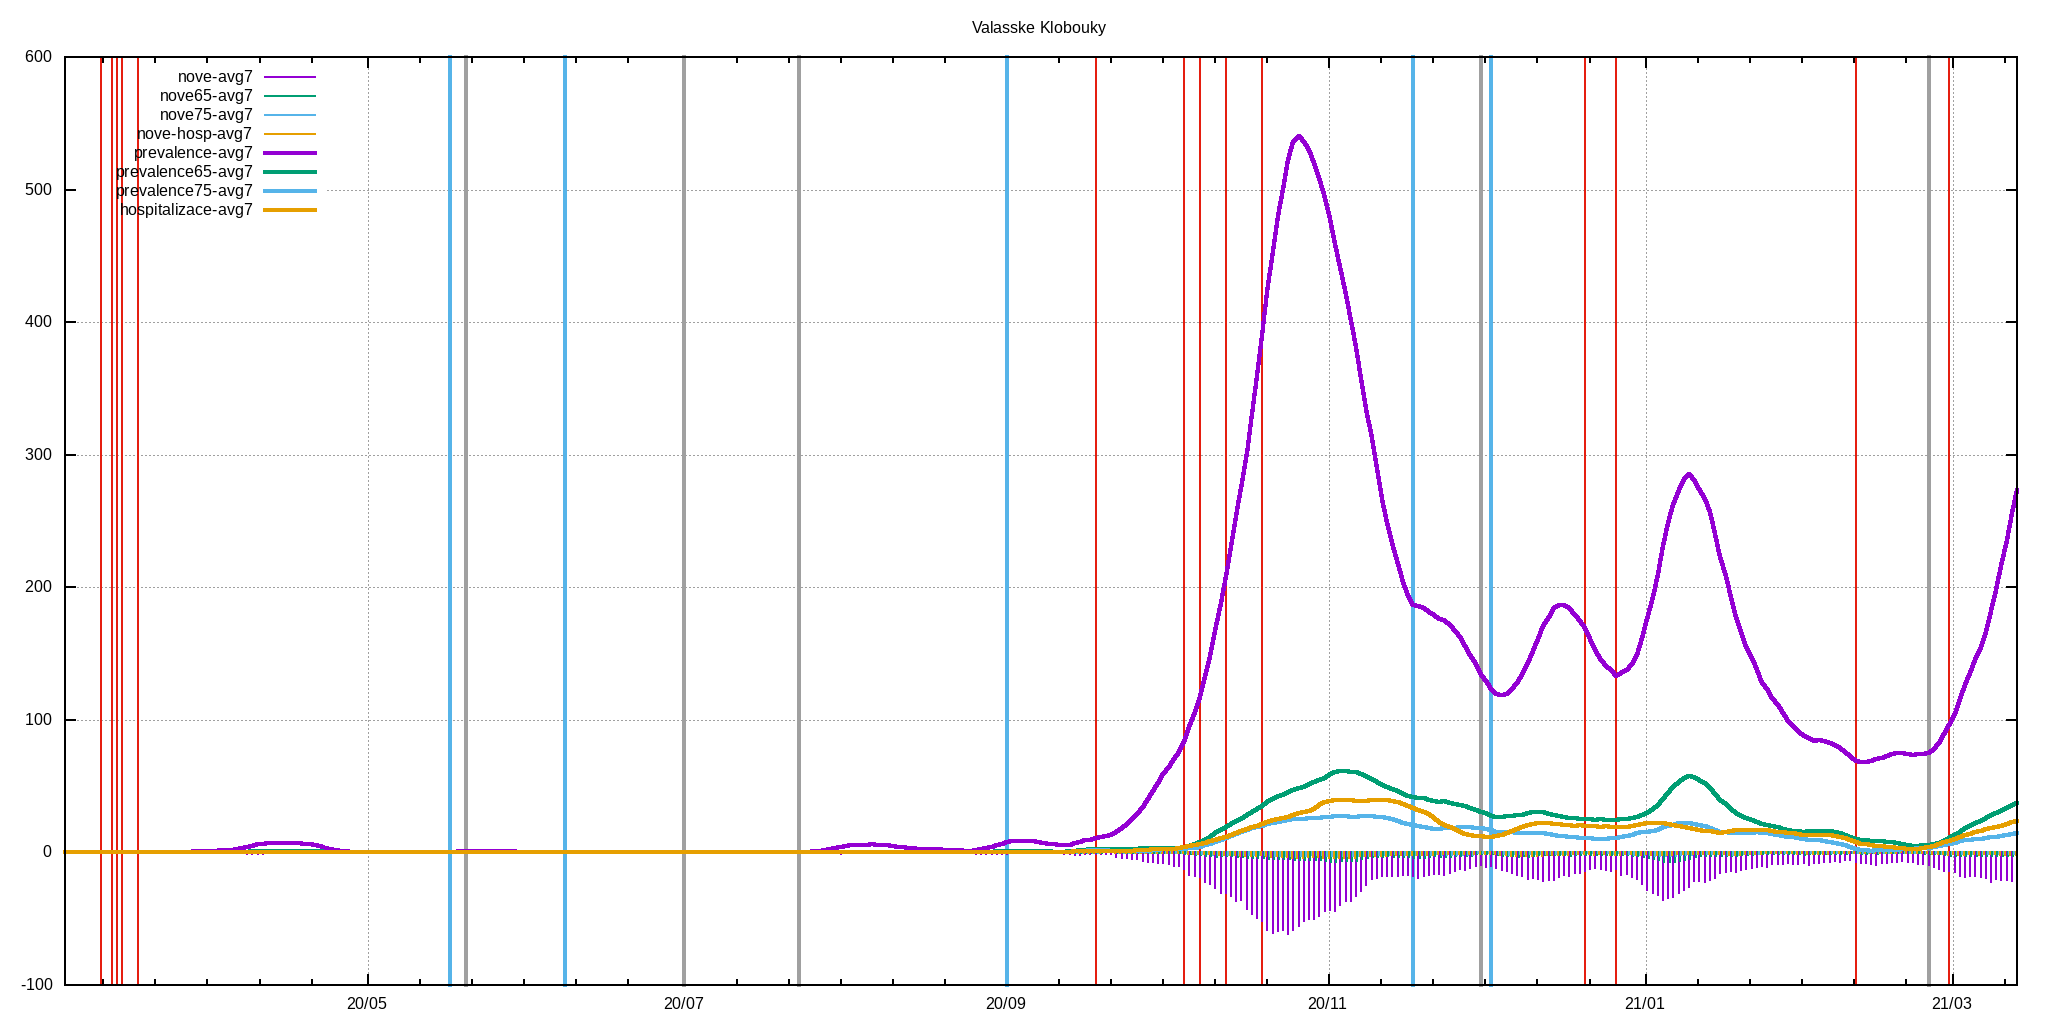 Valasske Klobouky
600
500
400
300
200
100
0
-100
nove-avg7
nove65-avg7
nove75-avg7
nove-hosp-avg7
prevalence-avg7
prevalence65-avg7
prevalence75-avg7
hospitalizace-avg7
20/05
20/07
20/09
20/11
21/01
21/03